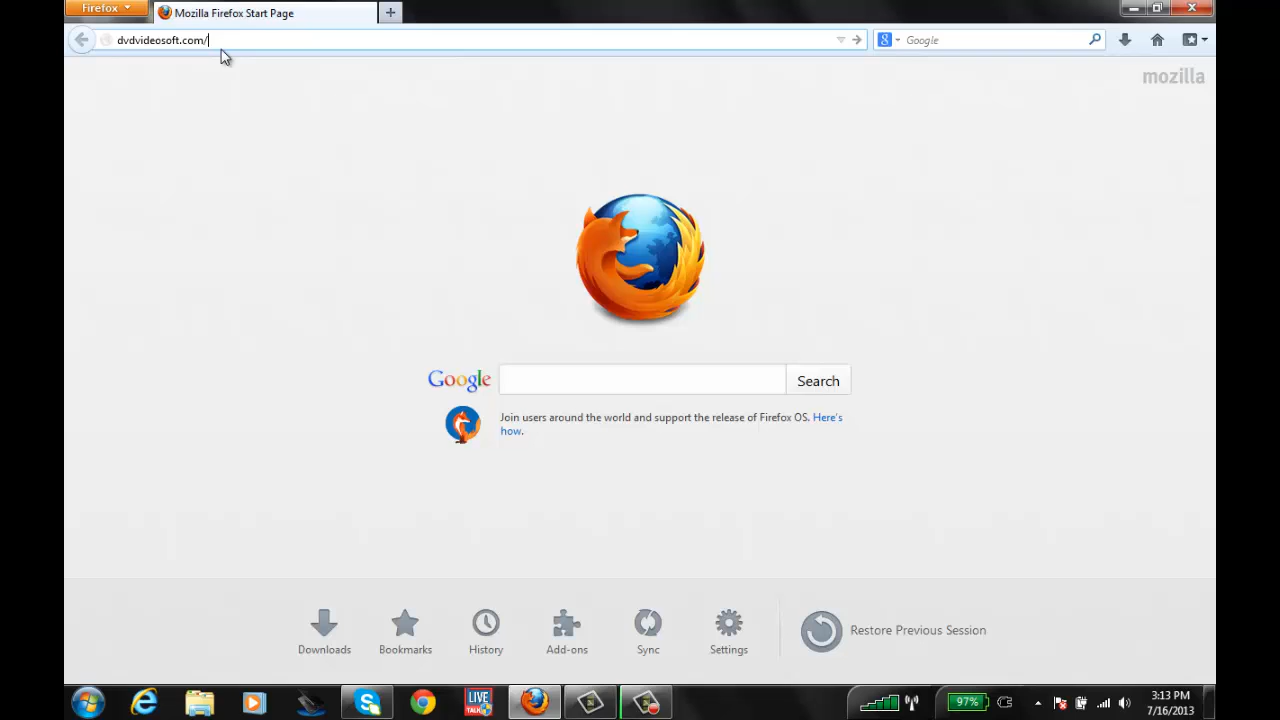 Firefox
Mozilla Firefox Start Page
dvdvideosoft.com/
Google
mozilla
Google
Search
Join users around the world and support the release of Firefox OS. Here's
how.
Downloads
Bookmarks
History
Add-ons
Sync
Settings
Restore Previous Session
LIVE
TALK
97%
3:13 PM
7/16/2013